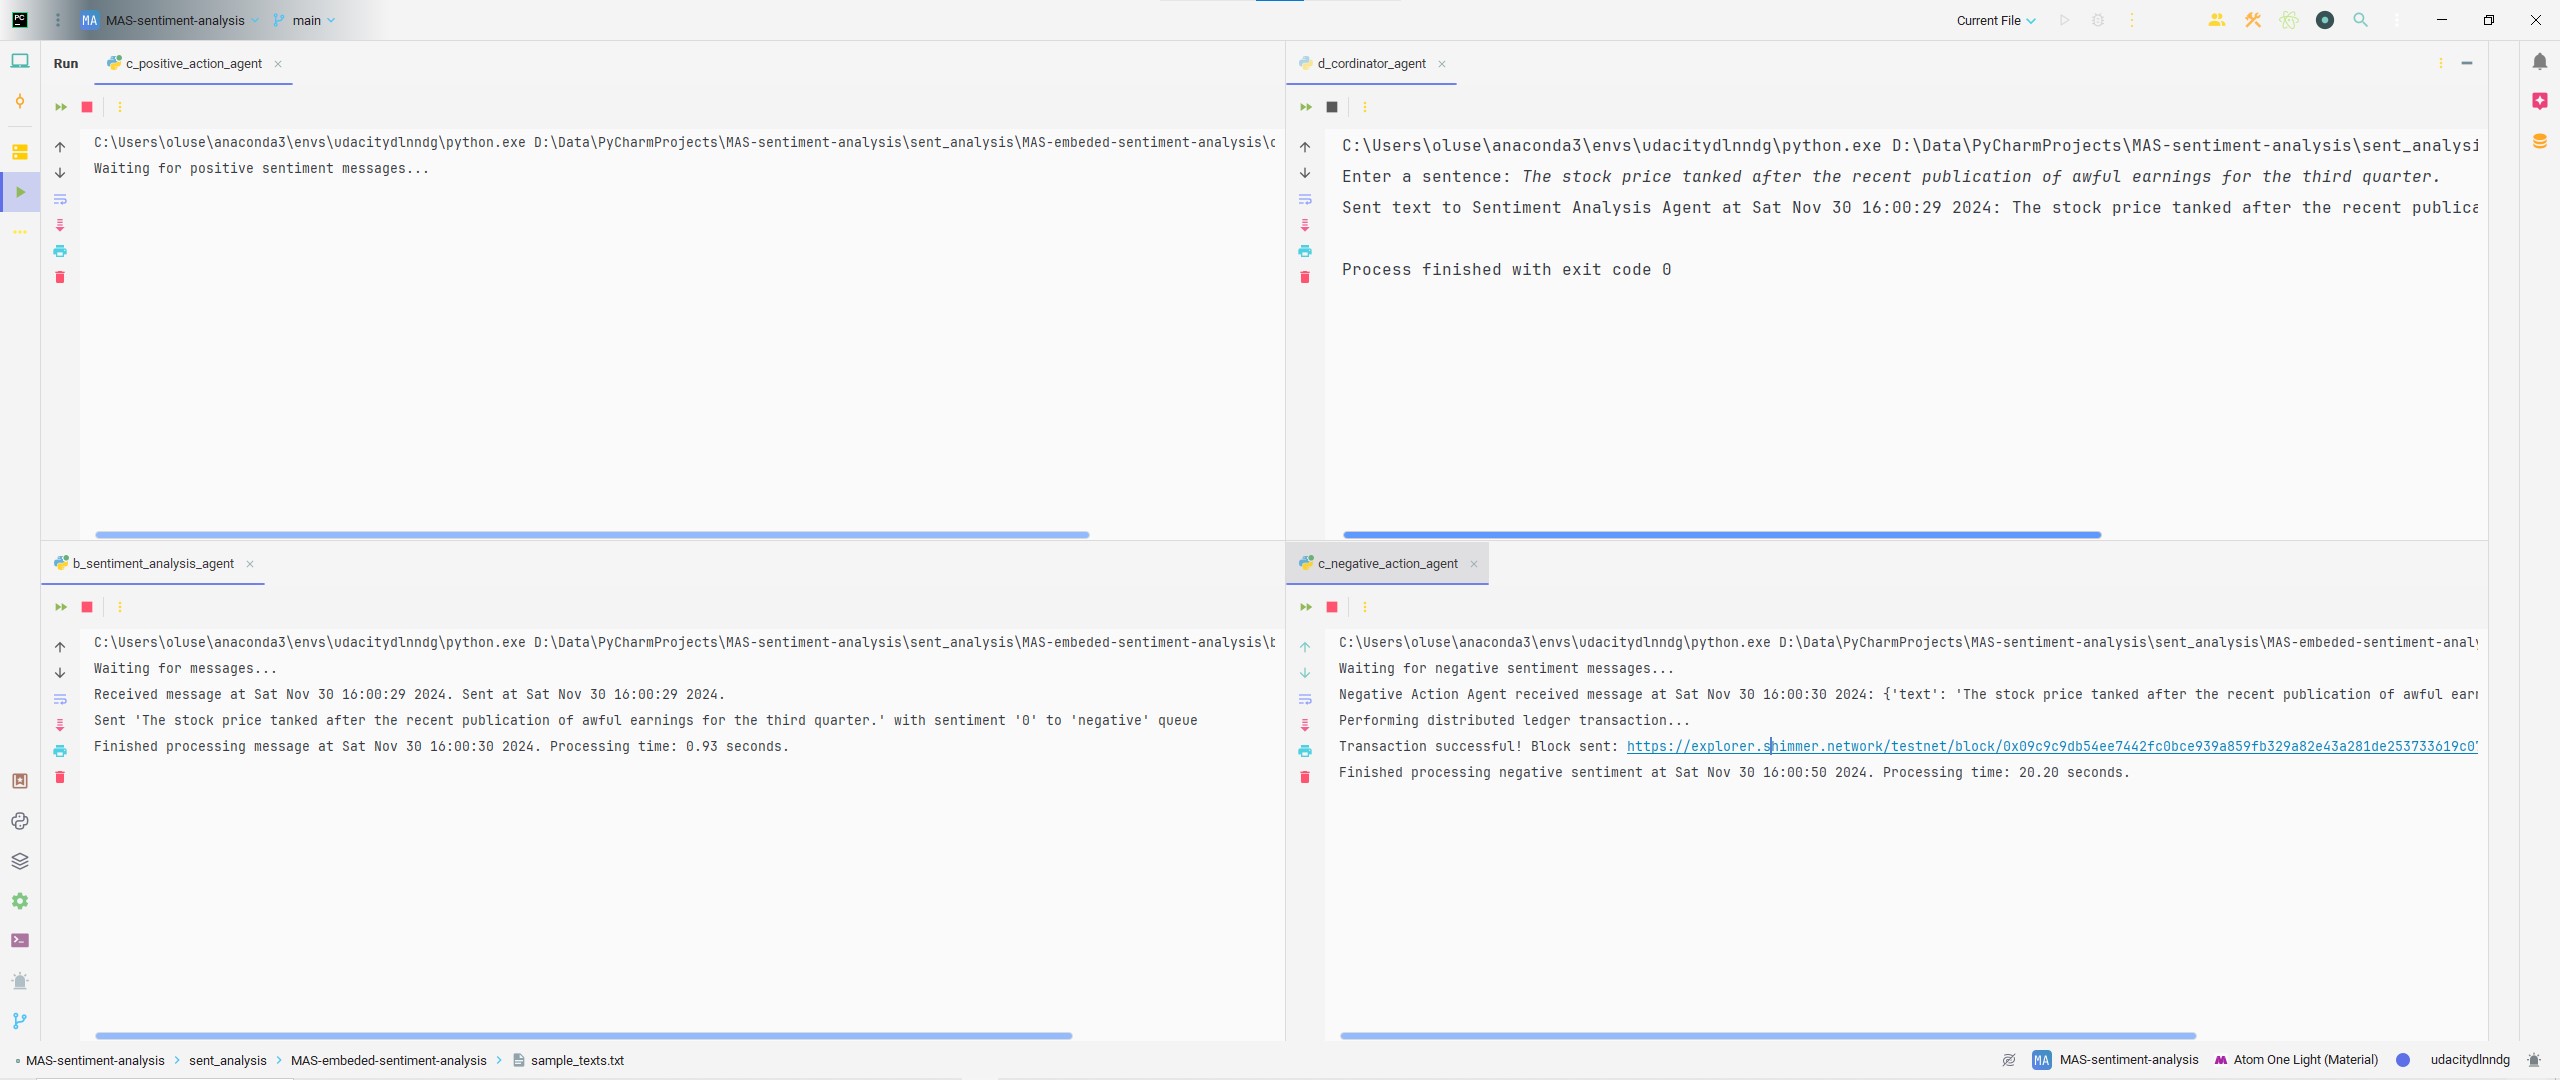 PC MA MAS-sentiment-analysis main Current File
Run c_positive_action_agent
C:\Users\oluse\anaconda3\envs\udacitydlnndg\python.exe D:\Data\PyCharmProjects\MAS-sentiment-analysis\sent_analysis\MAS-embeded-sentiment-analysis\c
Waiting for positive sentiment messages...
d_cordinator_agent
C:\Users\oluse\anaconda3\envs\udacitydlnndg\python.exe D:\Data\PyCharmProjects\MAS-sentiment-analysis\sent_analysi
Enter a sentence: The stock price tanked after the recent publication of awful earnings for the third quarter.
Sent text to Sentiment Analysis Agent at Sat Nov 30 16:00:29 2024: The stock price tanked after the recent publica
Process finished with exit code 0
b_sentiment_analysis_agent
C:\Users\oluse\anaconda3\envs\udacitydlnndg\python.exe D:\Data\PyCharmProjects\MAS-sentiment-analysis\sent_analysis\MAS-embeded-sentiment-analysis\b
Waiting for messages...
Received message at Sat Nov 30 16:00:29 2024. Sent at Sat Nov 30 16:00:29 2024.
Sent 'The stock price tanked after the recent publication of awful earnings for the third quarter.' with sentiment '0' to 'negative' queue
Finished processing message at Sat Nov 30 16:00:30 2024. Processing time: 0.93 seconds.
c_negative_action_agent
C:\Users\oluse\anaconda3\envs\udacitydlnndg\python.exe D:\Data\PyCharmProjects\MAS-sentiment-analysis\sent_analysis\MAS-embeded-sentiment-analy
Waiting for negative sentiment messages...
Negative Action Agent received message at Sat Nov 30 16:00:30 2024: {'text': 'The stock price tanked after the recent publication of awful earn
Performing distributed ledger transaction...
Transaction successful! Block sent: https://explorer.shimmer.network/testnet/block/0x09c9c9db54ee7442fc0bce939a859fb329a82e43a281de253733619c0
Finished processing negative sentiment at Sat Nov 30 16:00:50 2024. Processing time: 20.20 seconds.
MAS-sentiment-analysis sent_analysis MAS-embeded-sentiment-analysis sample_texts.txt MA MAS-sentiment-analysis Atom One Light (Material) udacitydlnndg